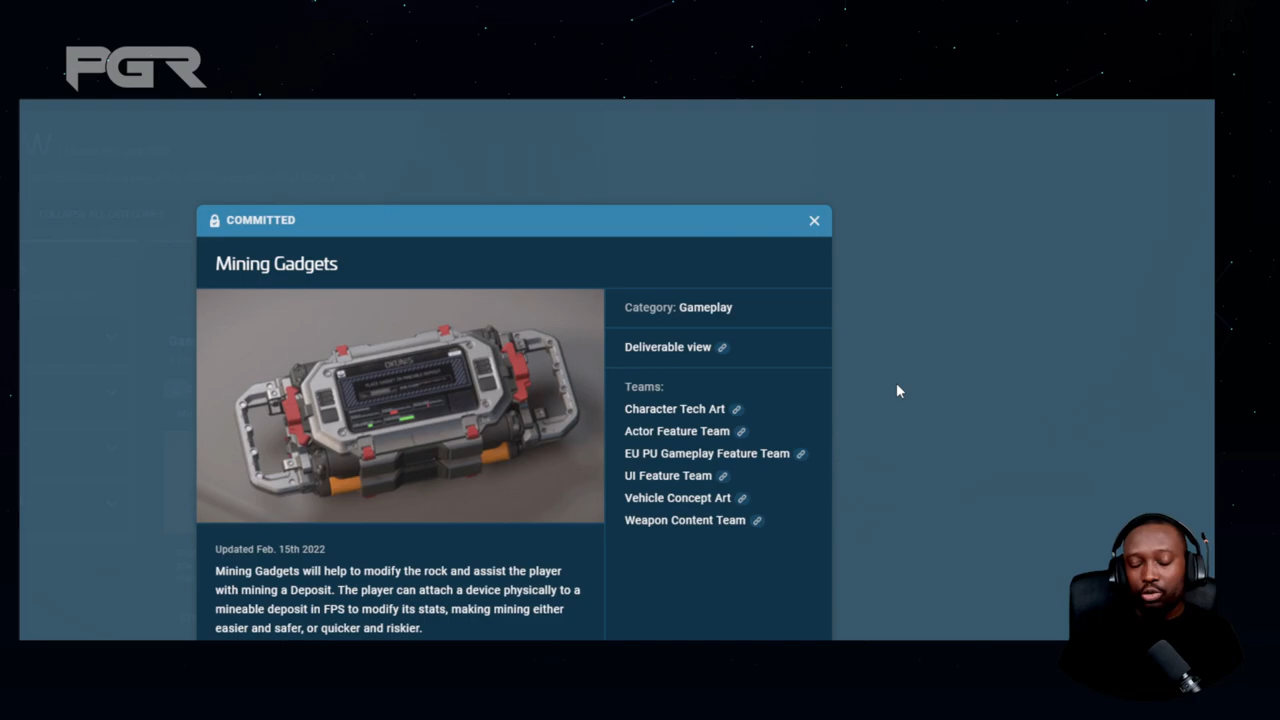 PGR
COMMITTED
Mining Gadgets
Category: Gameplay
Deliverable view
Teams:
Character Tech Art
Actor Feature Team
EU PU Gameplay Feature Team
UI Feature Team
Vehicle Concept Art
Weapon Content Team
Updated Feb. 15th 2022
Mining Gadgets will help to modify the rock and assist the player
with mining a Deposit. The player can attach a device physically to a
mineable deposit in FPS to modify its stats, making mining either
easier and safer, or quicker and riskier.